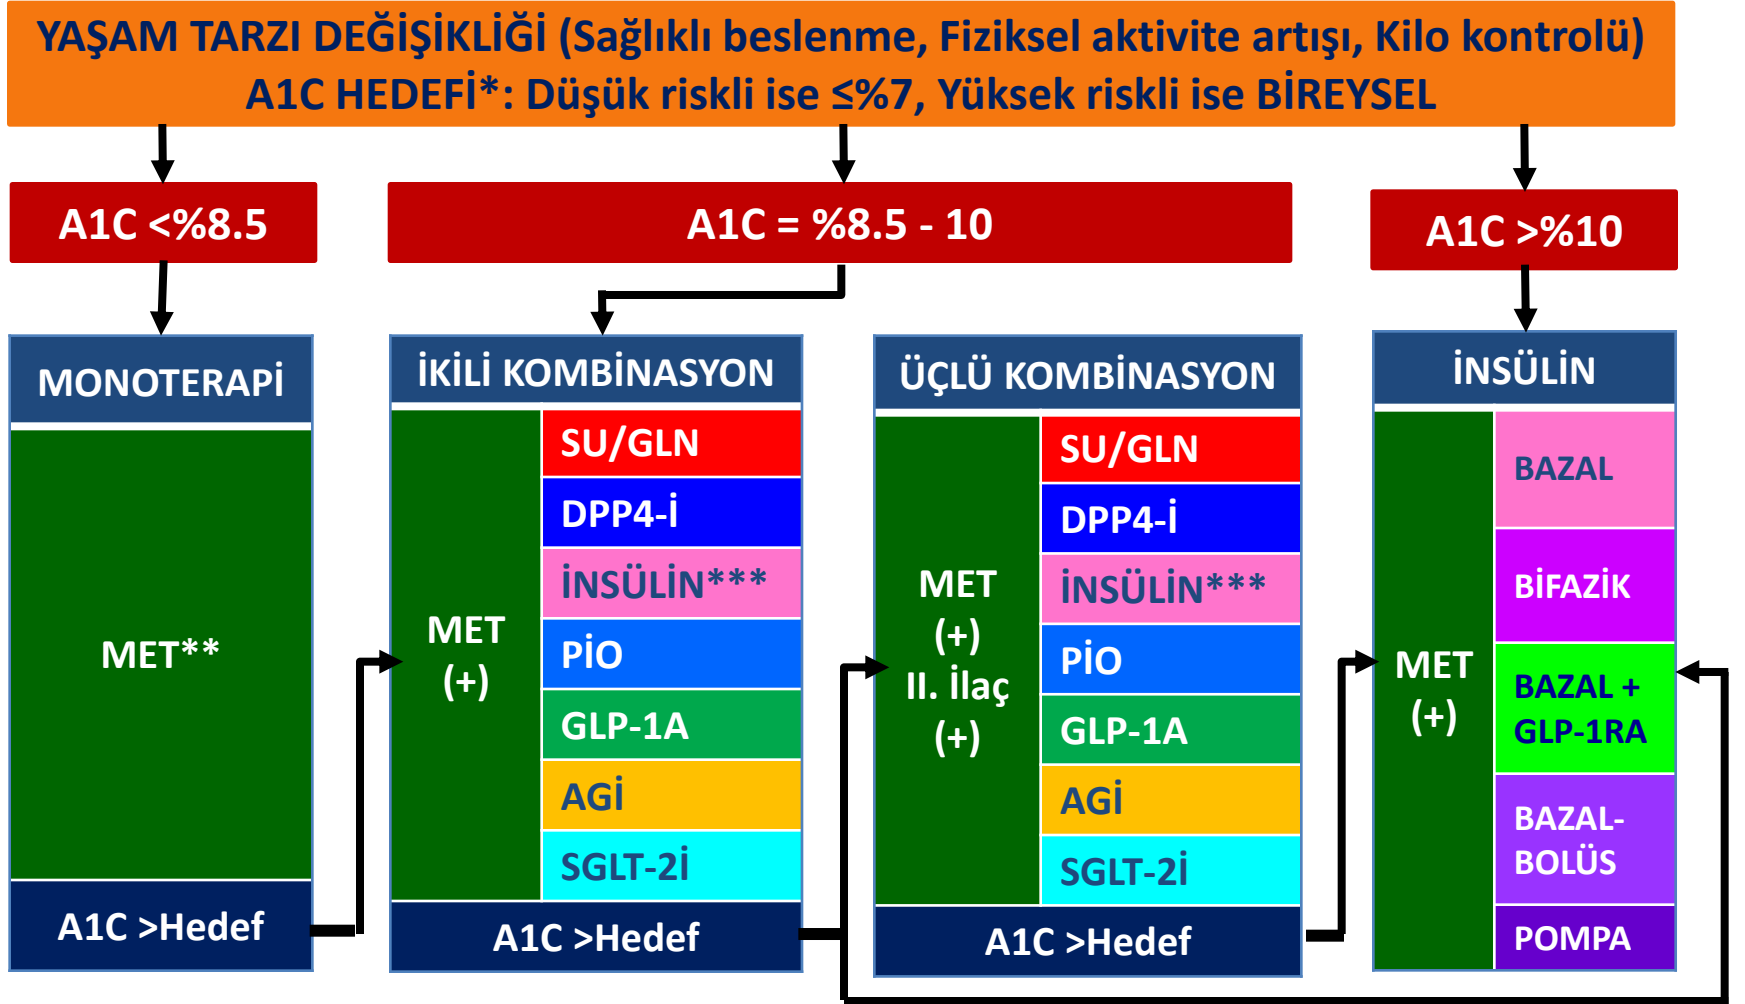 YAŞAM TARZI DEĞİŞİKLİĞİ (Sağlıklı beslenme, Fiziksel aktivite artışı, Kilo kontrolü)
A1C HEDEFİ*: Düşük riskli ise ≤%7, Yüksek riskli ise BİREYSEL
A1C <%8.5
A1C = %8.5 - 10
A1C >%10
MONOTERAPİ
MET**
A1C >Hedef
İKİLİ KOMBİNASYON
MET
(+)
SU/GLN
DPP4-İ
İNSÜLİN***
PİO
GLP-1A
AGİ
SGLT-2İ
A1C >Hedef
ÜÇLÜ KOMBİNASYON
MET
(+)
II. İlaç
(+)
SU/GLN
DPP4-İ
İNSÜLİN***
PİO
GLP-1A
AGİ
SGLT-2İ
A1C >Hedef
İNSÜLİN
MET
(+)
BAZAL
BİFAZİK
BAZAL +
GLP-1RA
BAZAL-
BOLÜS
POMPA